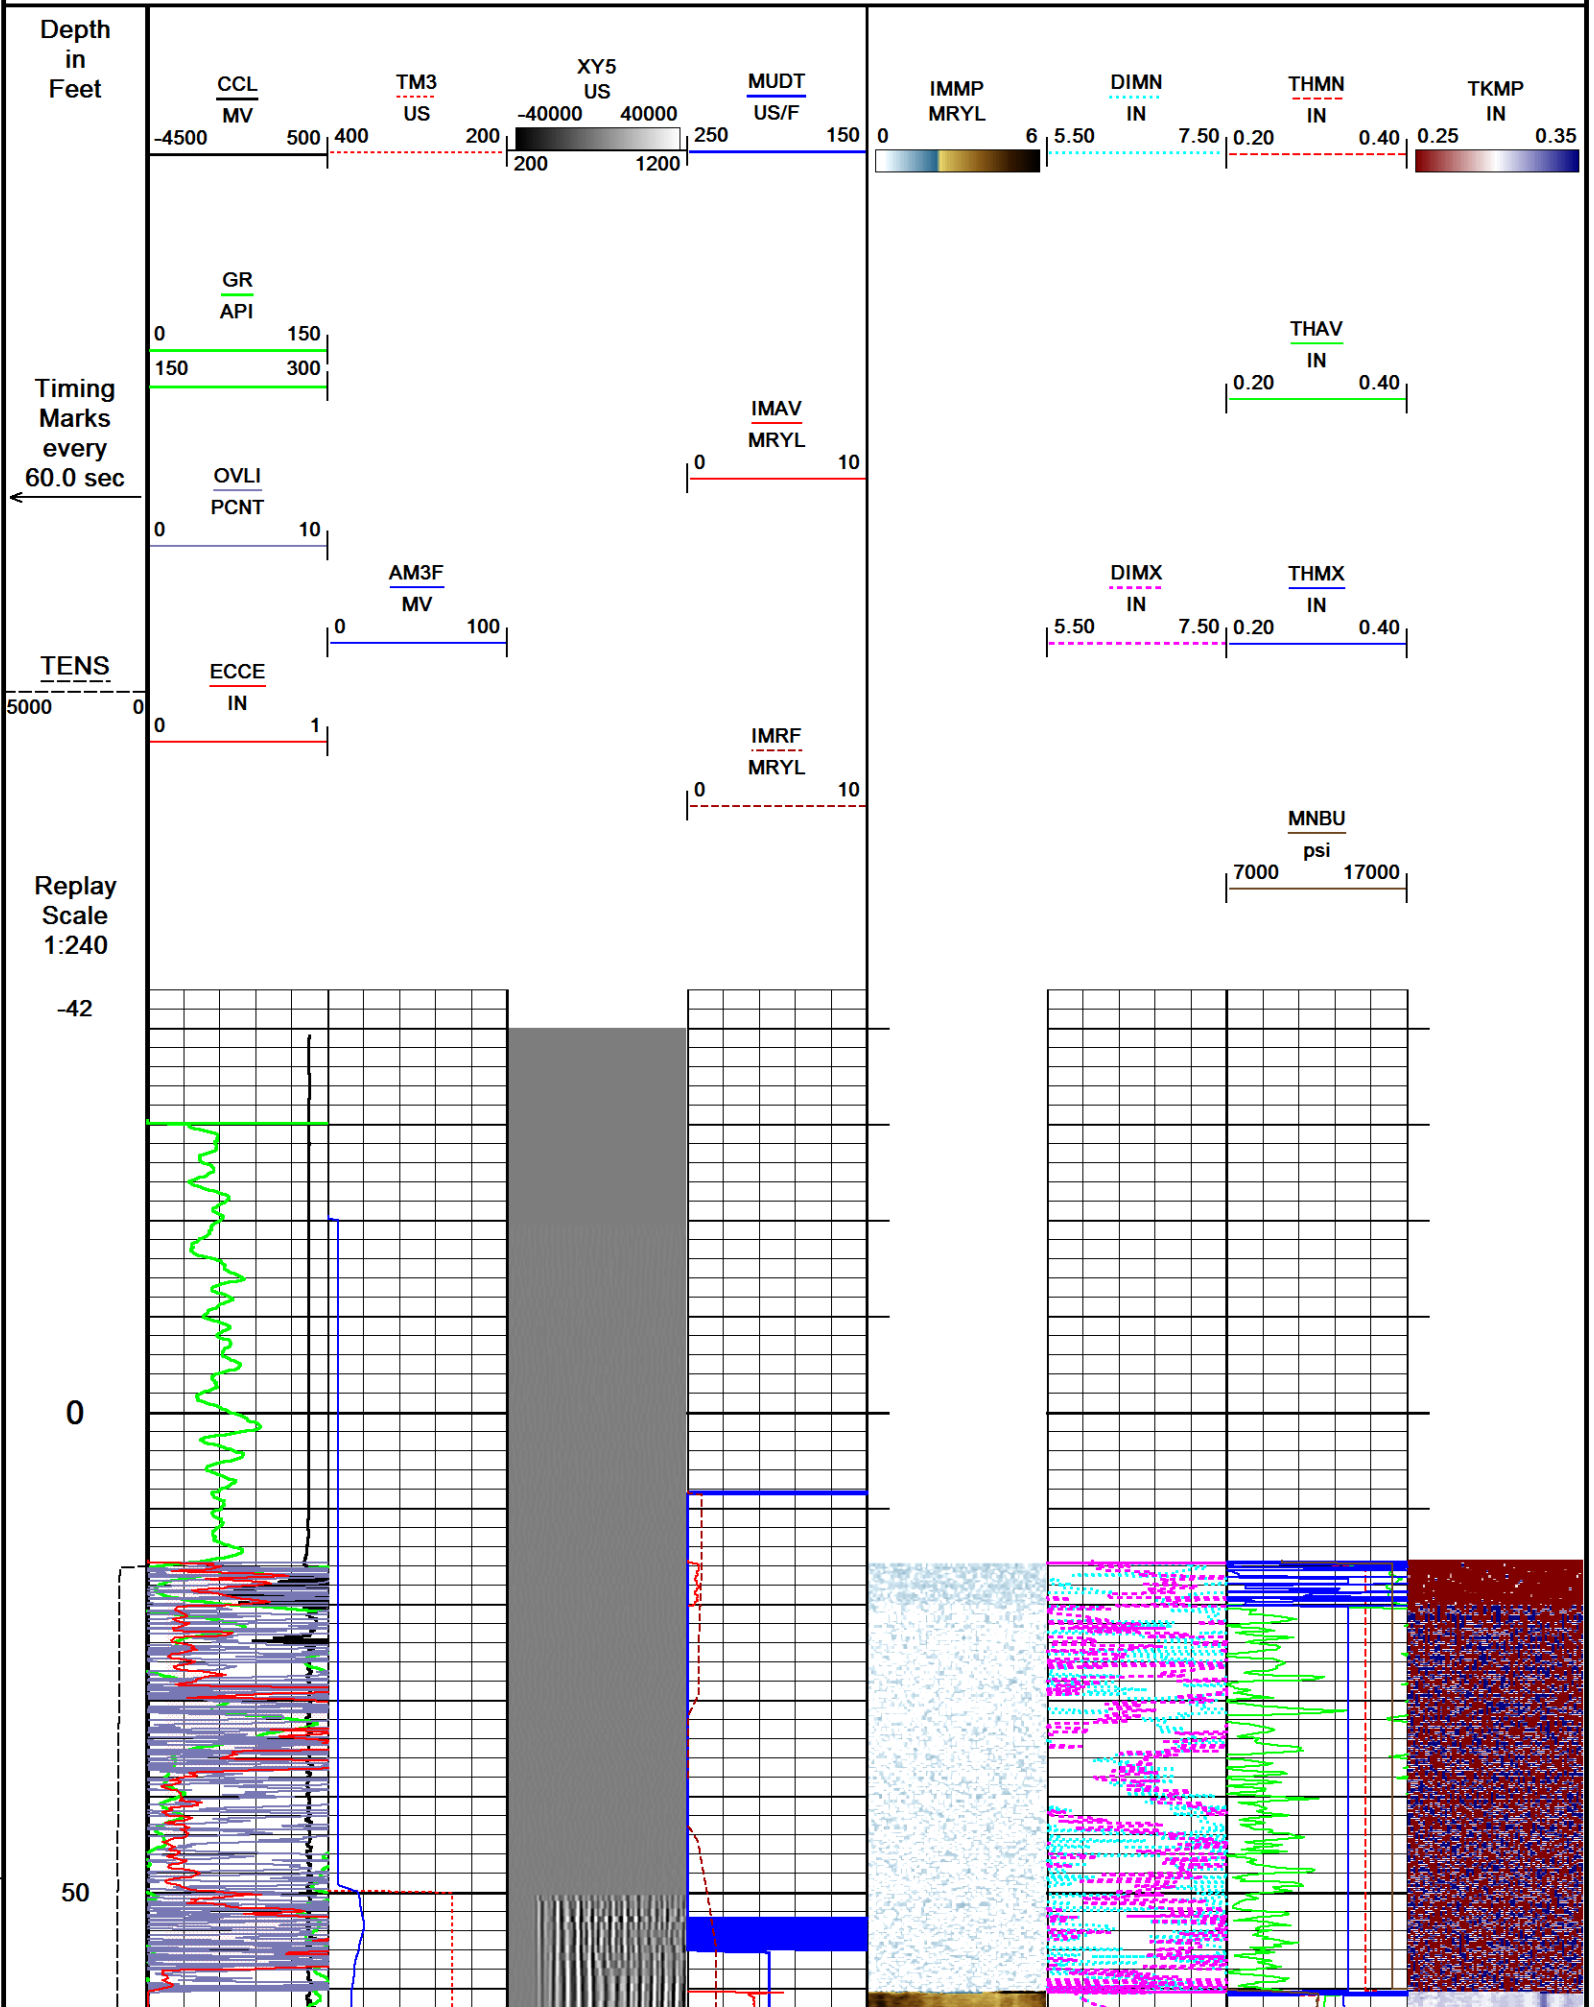 Depth
in
Feet
CCL
MV
-4500 500
TM3
US
400 200
XY5
US
-40000 40000
200 1200
MUDT
US/F
250 150
IMMP
MRYL
0 6
DIMN
IN
5.50 7.50
THMN
IN
0.20 0.40
TKMP
IN
0.25 0.35
GR
API
0 150
150 300
THAV
IN
0.20 0.40
Timing
Marks
every
60.0 sec
IMAV
MRYL
0 10
OVLI
PCNT
0 10
AM3F
MV
0 100
DIMX
IN
5.50 7.50
THMX
IN
0.20 0.40
TENS
5000 0
ECCE
IN
0 1
IMRF
MRYL
0 10
MNBU
psi
7000 17000
Replay
Scale
1:240
-42
0
50